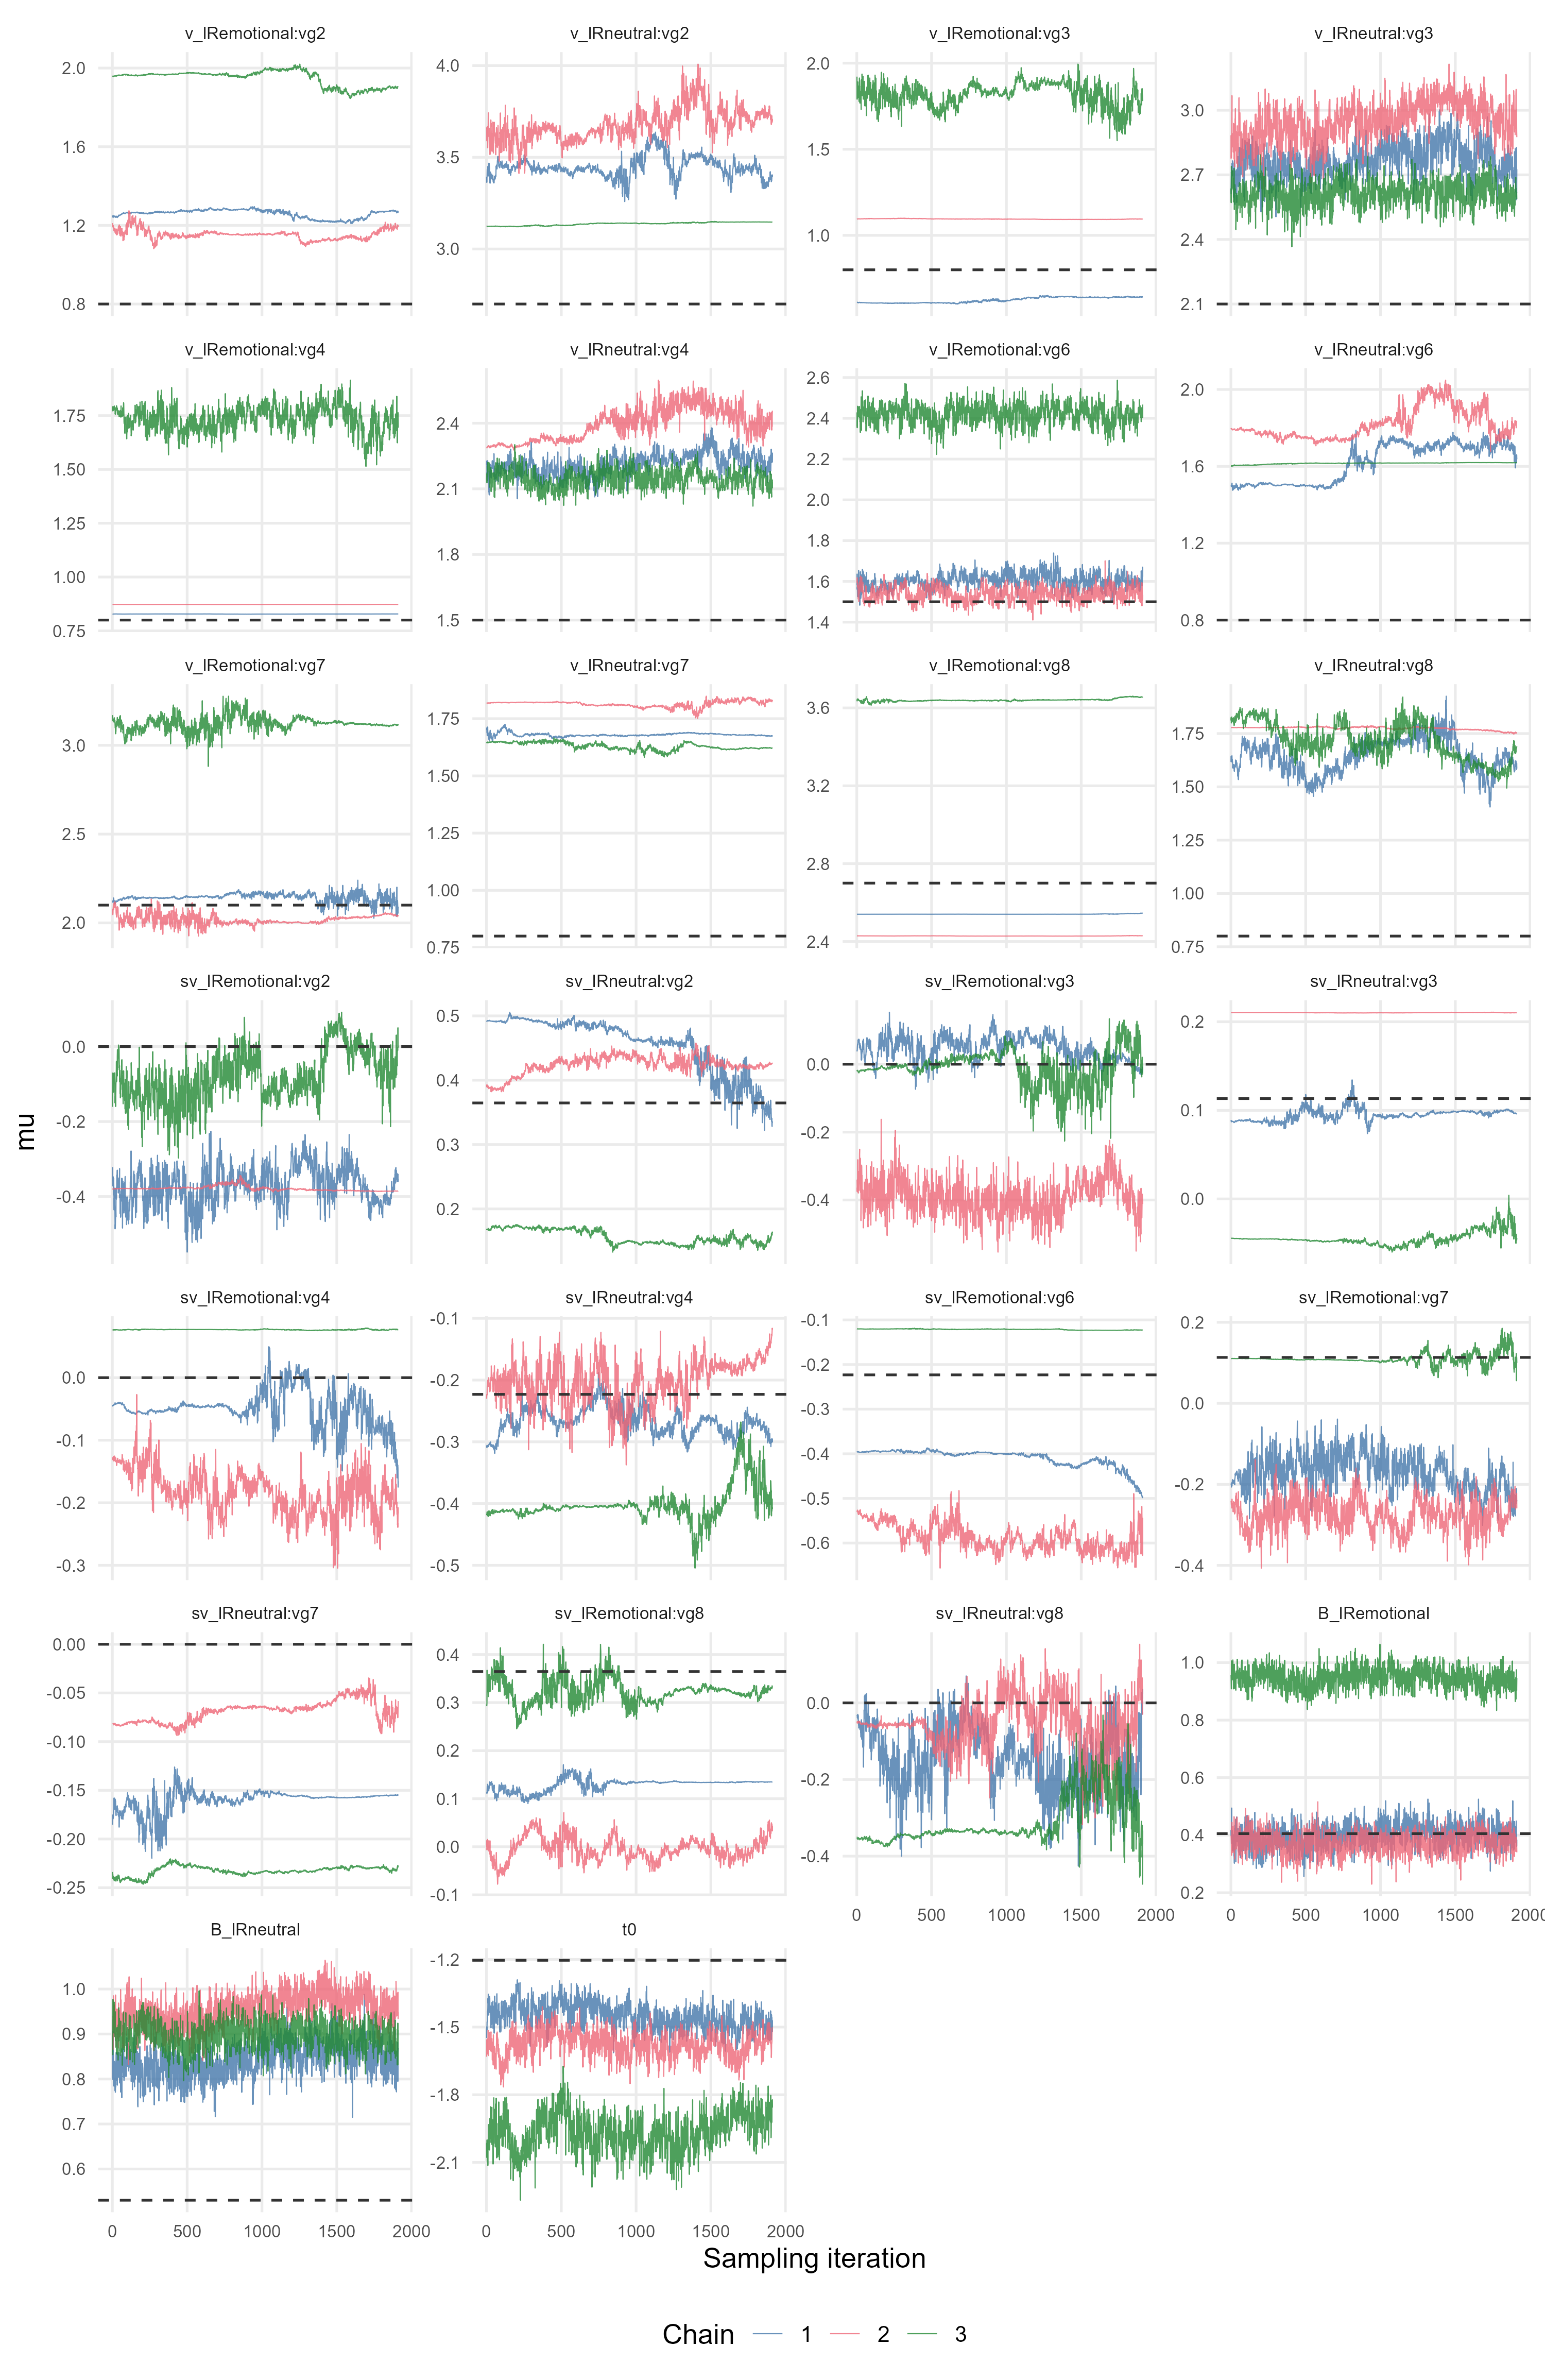 v_lRemotional:vg2 v_lRneutral:vg2 v_lRemotional:vg3 v_lRneutral:vg3
2.0 1.6 1.2 0.8
4.0 3.5 3.0
2.0 1.5 1.0
3.0 2.7 2.4 2.1
v_lRemotional:vg4 v_lRneutral:vg4 v_lRemotional:vg6 v_lRneutral:vg6
1.75 1.50 1.25 1.00 0.75
2.4 2.1 1.8 1.5
2.6 2.4 2.2 2.0 1.8 1.6 1.4
2.0 1.6 1.2 0.8
v_lRemotional:vg7 v_lRneutral:vg7 v_lRemotional:vg8 v_lRneutral:vg8
3.0 2.5 2.0
1.75 1.50 1.25 1.00 0.75
3.6 3.2 2.8 2.4
1.75 1.50 1.25 1.00 0.75
sv_lRemotional:vg2 sv_lRneutral:vg2 sv_lRemotional:vg3 sv_lRneutral:vg3
0.0 -0.2 -0.4
0.5 0.4 0.3 0.2
0.0 -0.2 -0.4
0.2 0.1 0.0
mu
sv_lRemotional:vg4 sv_lRneutral:vg4 sv_lRemotional:vg6 sv_lRemotional:vg7
0.0 -0.1 -0.2 -0.3
-0.1 -0.2 -0.3 -0.4 -0.5
-0.1 -0.2 -0.3 -0.4 -0.5 -0.6
0.2 0.0 -0.2 -0.4
sv_lRneutral:vg7 sv_lRemotional:vg8 sv_lRneutral:vg8 B_lRemotional
0.00 -0.05 -0.10 -0.15 -0.20 -0.25
0.4 0.3 0.2 0.1 0.0 -0.1
0.0 -0.2 -0.4
1.0 0.8 0.6 0.4 0.2
0 500 1000 1500 2000 0 500 1000 1500 2000
B_lRneutral t0
1.0 0.9 0.8 0.7 0.6
-1.2 -1.5 -1.8 -2.1
0 500 1000 1500 2000 0 500 1000 1500 2000
Sampling iteration
Chain 1 2 3